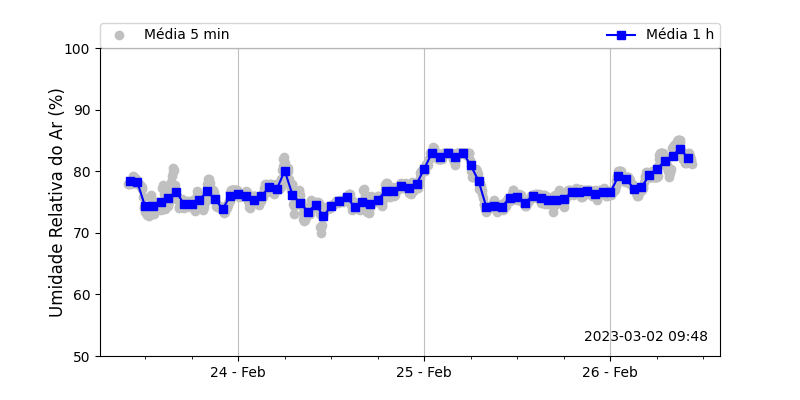 Média 5 min
Média 1 h
Umidade Relativa do Ar (%)
100
90
80
70
60
50
2023-03-02 09:48
24 - Feb
25 - Feb
26 - Feb